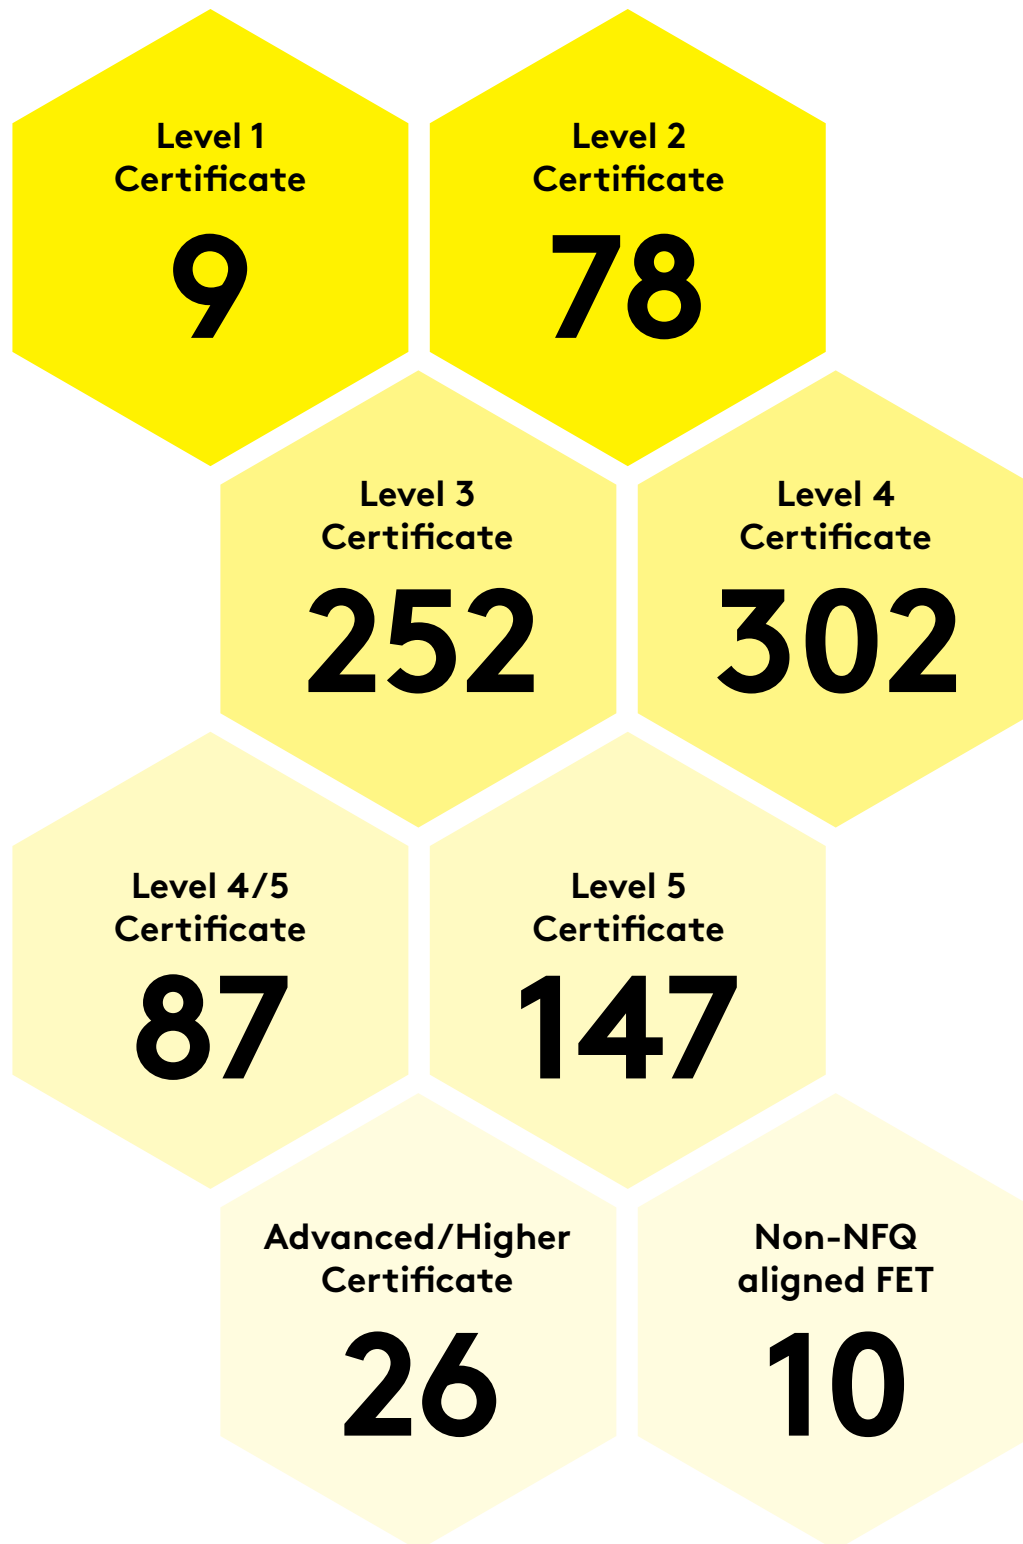 Level 1
Certificate
9
Level 2
Certificate
78
Level 3
Certificate
252
Level 4
Certificate
302
Level 4/5
Certificate
87
Level 5
Certificate
147
Advanced/Higher
Certificate
26
Non-NFQ
aligned FET
10